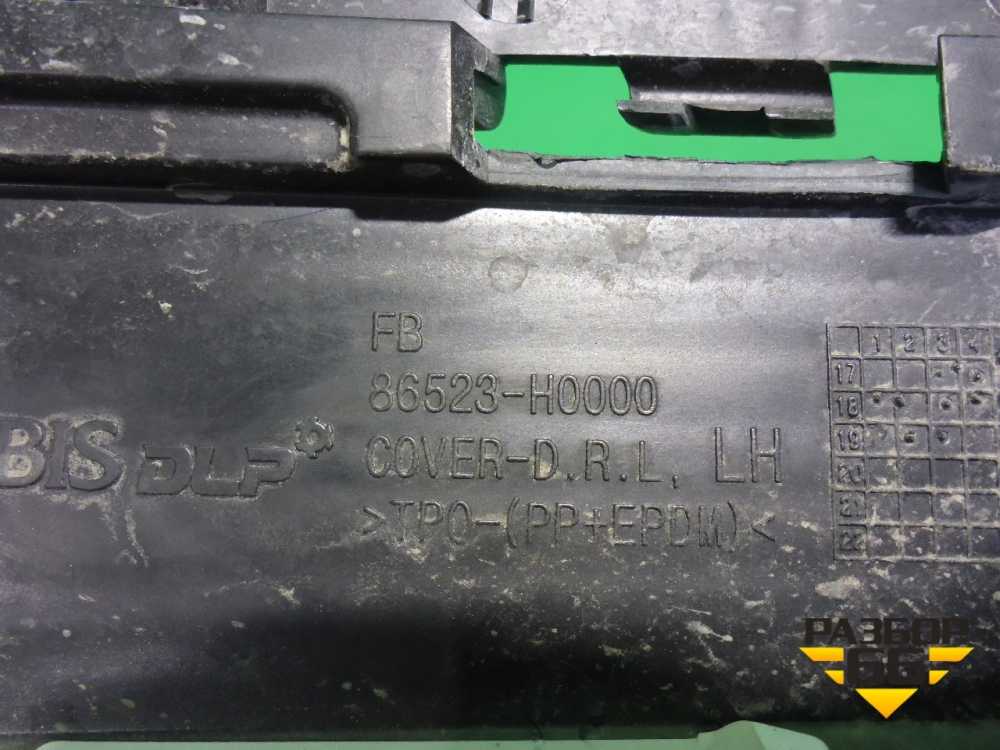 FB
86523-H0000
COVER-D.R.L, LH
>TPO-(PP+EPDM)<
BIS DLP
1 2 3 4
17
18
19
20
21
22
РАЗБОР
66